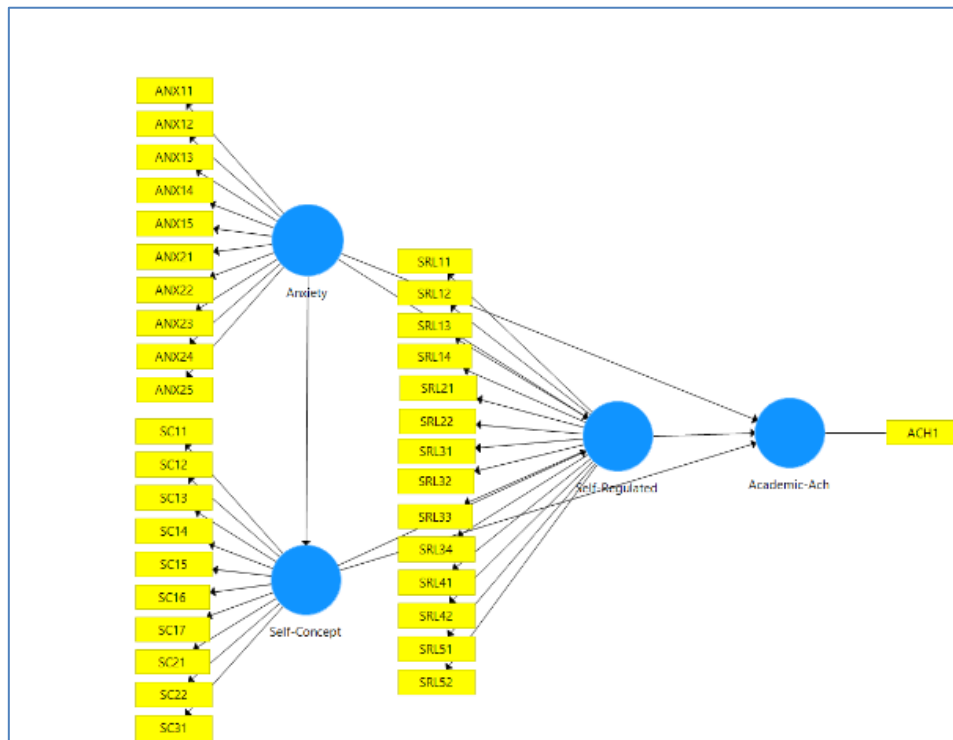 ANX11
ANX12
ANX13
ANX14
ANX15
ANX21
ANX22
ANX23
ANX24
ANX25
Anxiety
SC11
SC12
SC13
SC14
SC15
SC16
SC17
SC21
SC22
SC31
Self-Concept
SRL11
SRL12
SRL13
SRL14
SRL21
SRL22
SRL31
SRL32
SRL33
SRL34
SRL41
SRL42
SRL51
SRL52
Self-Regulated
Academic-Ach
ACH1